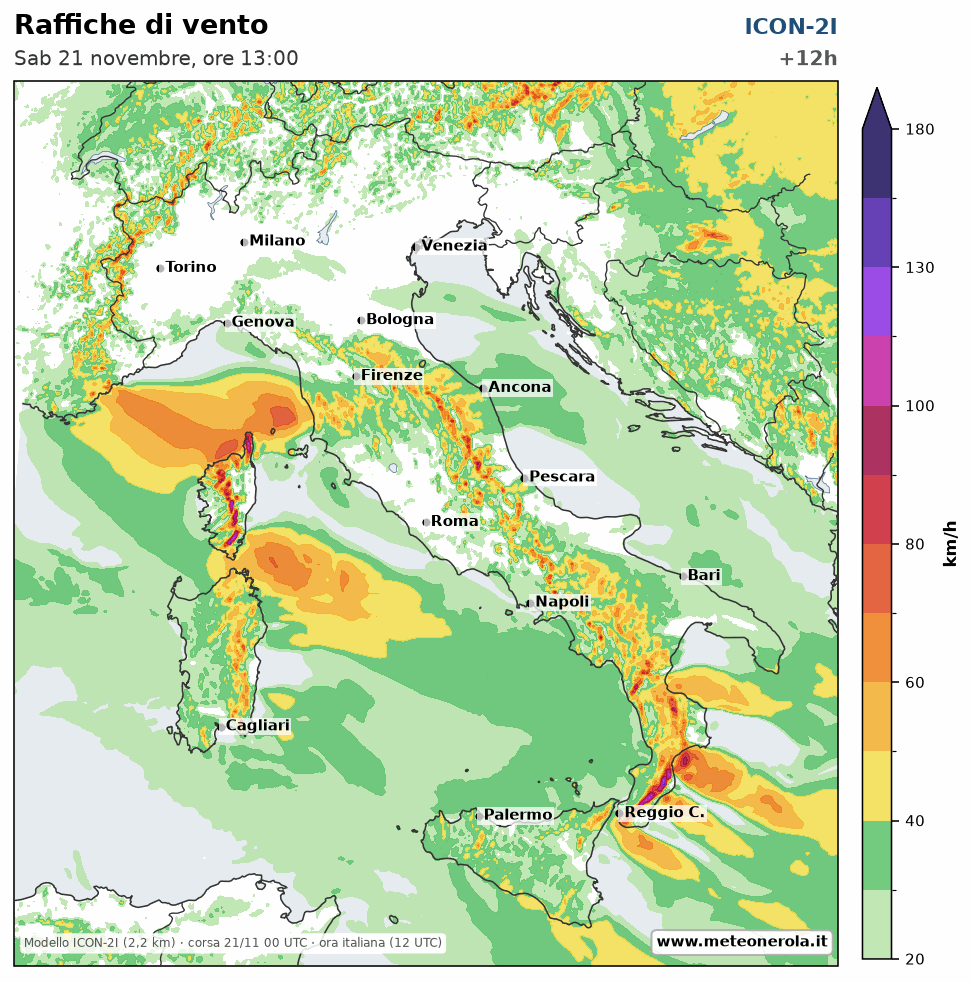 Raffiche di vento
ICON-2I
Sab 21 novembre, ore 13:00
+12h
Milano
Venezia
Torino
Genova
Bologna
Firenze
Ancona
Pescara
Roma
Bari
Napoli
Cagliari
Palermo
Reggio C.
180
130
100
80
60
40
20
km/h
Modello ICON-2I (2,2 km) · corsa 21/11 00 UTC · ora italiana (12 UTC)
www.meteonerola.it